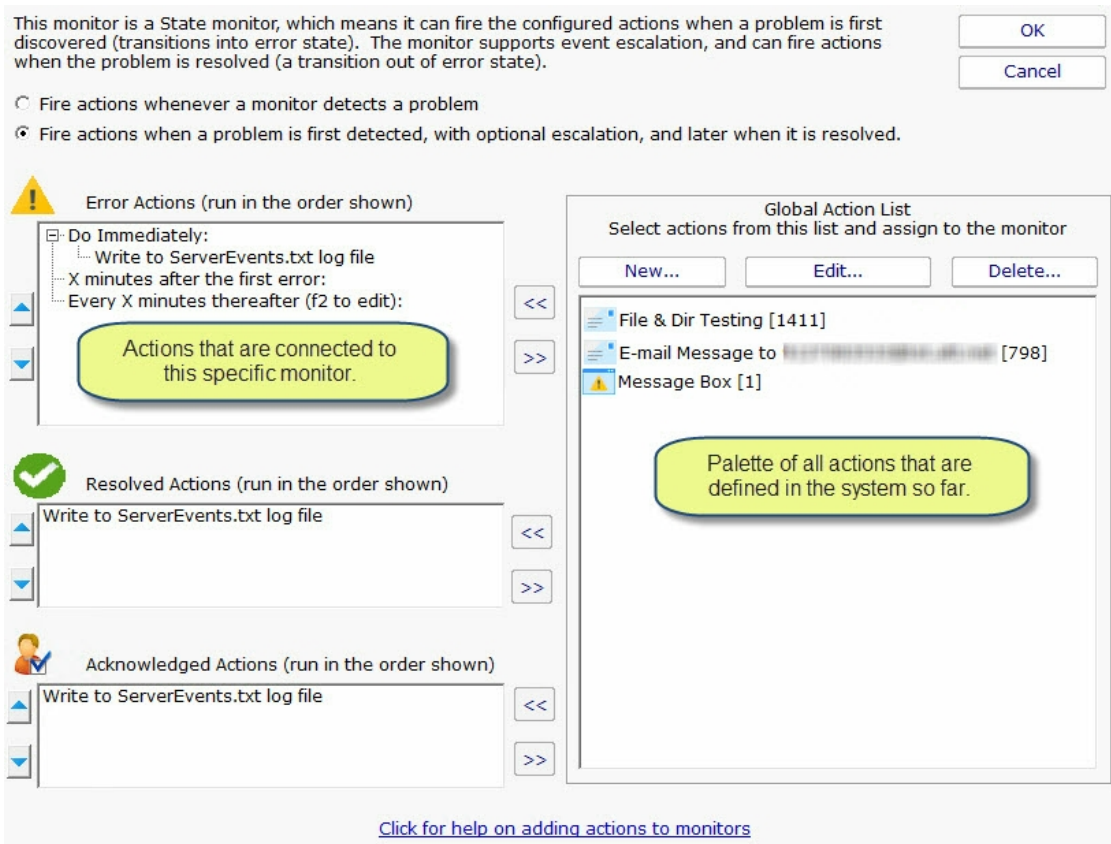 This monitor is a State monitor, which means it can fire the configured actions when a problem is first
discovered (transitions into error state).  The monitor supports event escalation, and can fire actions
when the problem is resolved (a transition out of error state).
OK
Cancel
Fire actions whenever a monitor detects a problem
Fire actions when a problem is first detected, with optional escalation, and later when it is resolved.
Error Actions (run in the order shown)
Do Immediately:
Write to ServerEvents.txt log file
X minutes after the first error:
Every X minutes thereafter (f2 to edit):
Actions that are connected to
this specific monitor.
<<
>>
Resolved Actions (run in the order shown)
Write to ServerEvents.txt log file
<<
>>
Acknowledged Actions (run in the order shown)
Write to ServerEvents.txt log file
<<
>>
Global Action List
Select actions from this list and assign to the monitor
New...
Edit...
Delete...
File & Dir Testing [1411]
E-mail Message to [798]
Message Box [1]
Palette of all actions that are
defined in the system so far.
Click for help on adding actions to monitors